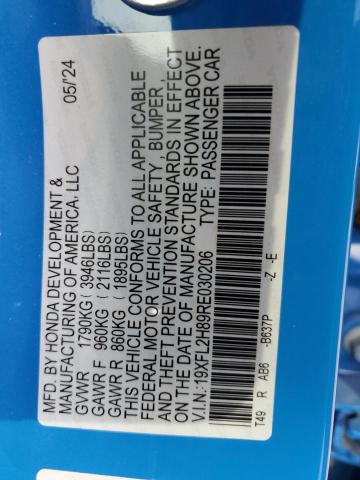 MFD. BY HONDA DEVELOPMENT & 05/24
MANUFACTURING OF AMERICA, LLC
GVWR 1790KG (3946LBS)
GAWR F 960KG (2116LBS)
GAWR R 860KG (1895LBS)
THIS VEHICLE CONFORMS TO ALL APPLICABLE
FEDERAL MOTOR VEHICLE SAFETY, BUMPER,
AND THEFT PREVENTION STANDARDS IN EFFECT
ON THE DATE OF MANUFACTURE SHOWN ABOVE.
V.I.N: 19XFL2H89RE030206
TYPE: PASSENGER CAR
T49 R AB6 -B637P -Z -E